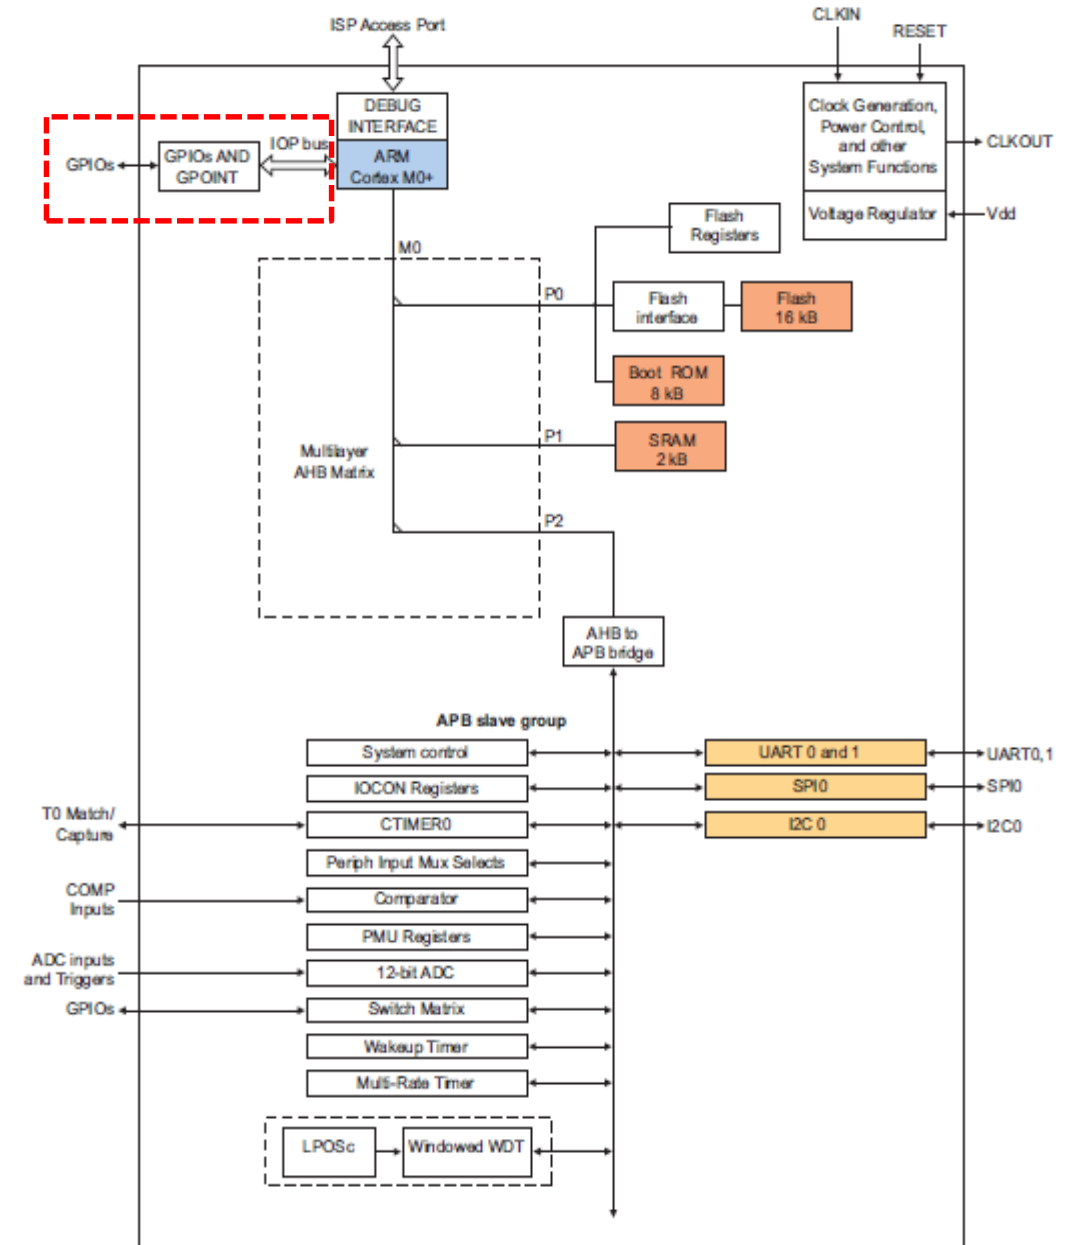 ISP Access Port
CLKIN
RESET
DEBUG
INTERFACE
ARM
Cortex M0+
IOP bus
GPIOs
GPIOs AND
GPOINT
Clock Generation,
Power Control,
and other
System Functions
Voltage Regulator
CLKOUT
Vdd
M0
Flash
Registers
P0
Flash
interface
Flash
16 kB
Boot ROM
8 kB
P1
SRAM
2 kB
Multilayer
AHB Matrix
P2
AHB to
APB bridge
APB slave group
System control
UART 0 and 1
UART0,1
IOCON Registers
SPI0
SPI0
T0 Match/
Capture
CTIMER0
I2C 0
I2C0
Periph Input Mux Selects
COMP
Inputs
Comparator
PMU Registers
ADC inputs
and Triggers
12-bit ADC
GPIOs
Switch Matrix
Wakeup Timer
Multi-Rate Timer
LPOSc
Windowed WDT